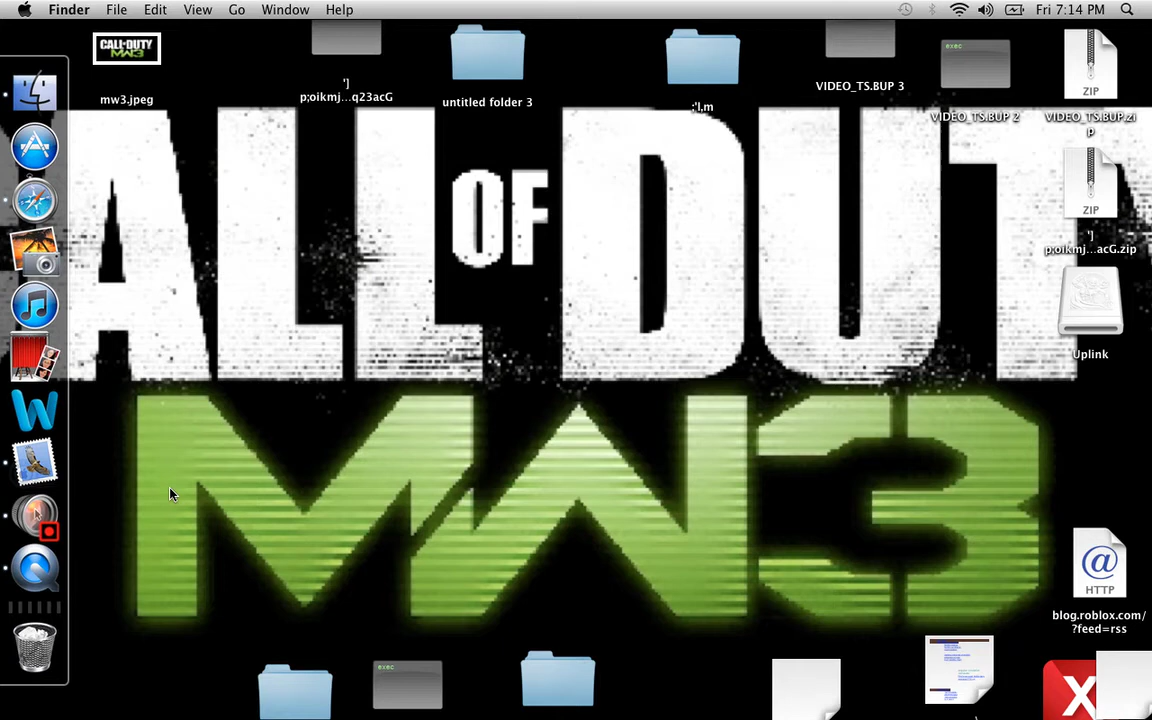 Finder File Edit View Go Window Help
Fri 7:14 PM
CALL·DUTY
MW3
mw3.jpeg
']
p;oikmj...q23acG
untitled folder 3
;'l,m
VIDEO_TS.BUP 3
exec
VIDEO_TS.BUP 2
ZIP
VIDEO_TS.BUP.zi
p
ZIP
']
p;oikmj...acG.zip
Uplink
ALL OF DUT
MW3
@
HTTP
blog.roblox.com/
?feed=rss
exec
X